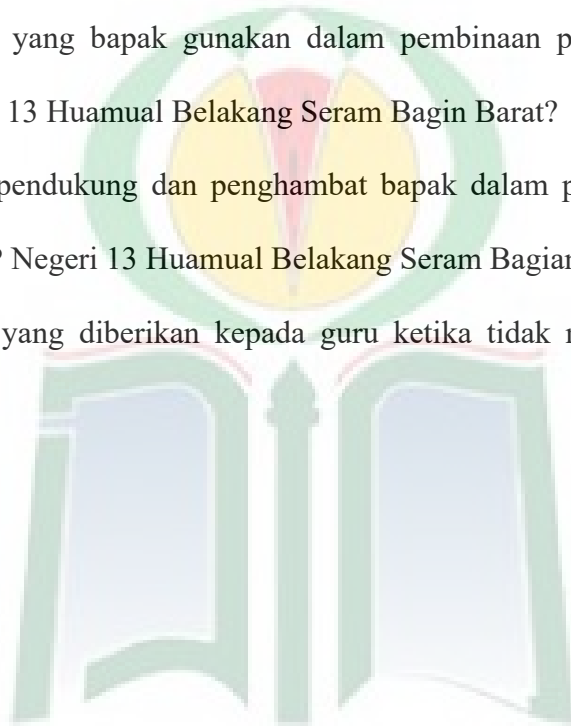 yang bapak gunakan dalam pembinaan
13 Huamual Belakang Seram Bagin Barat?
pendukung dan penghambat bapak dalam
Negeri 13 Huamual Belakang Seram Bagian
yang diberikan kepada guru ketika tidak